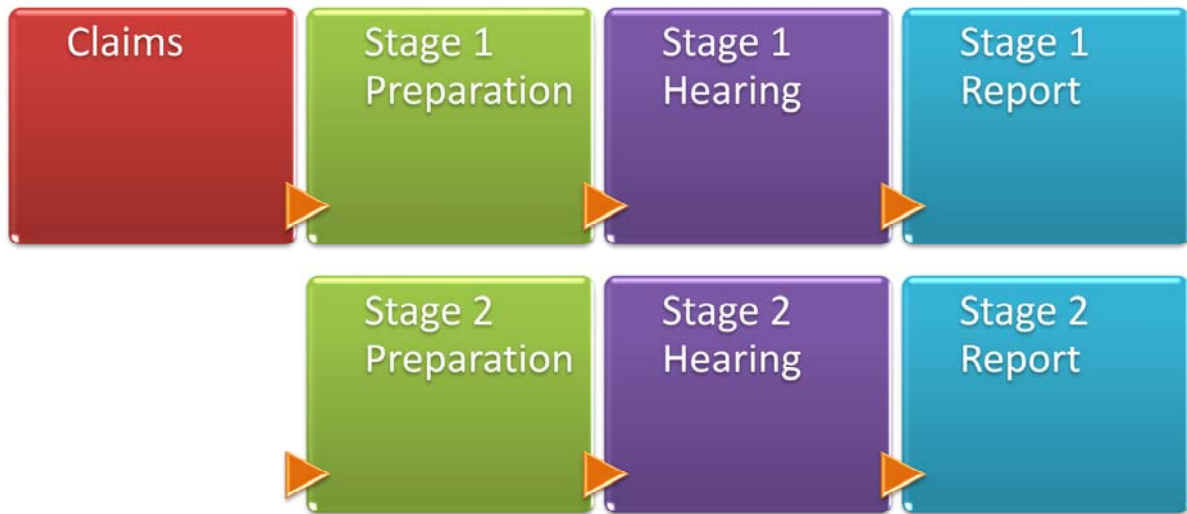 Claims
Stage 1
Preparation
Stage 1
Hearing
Stage 1
Report
Stage 2
Preparation
Stage 2
Hearing
Stage 2
Report